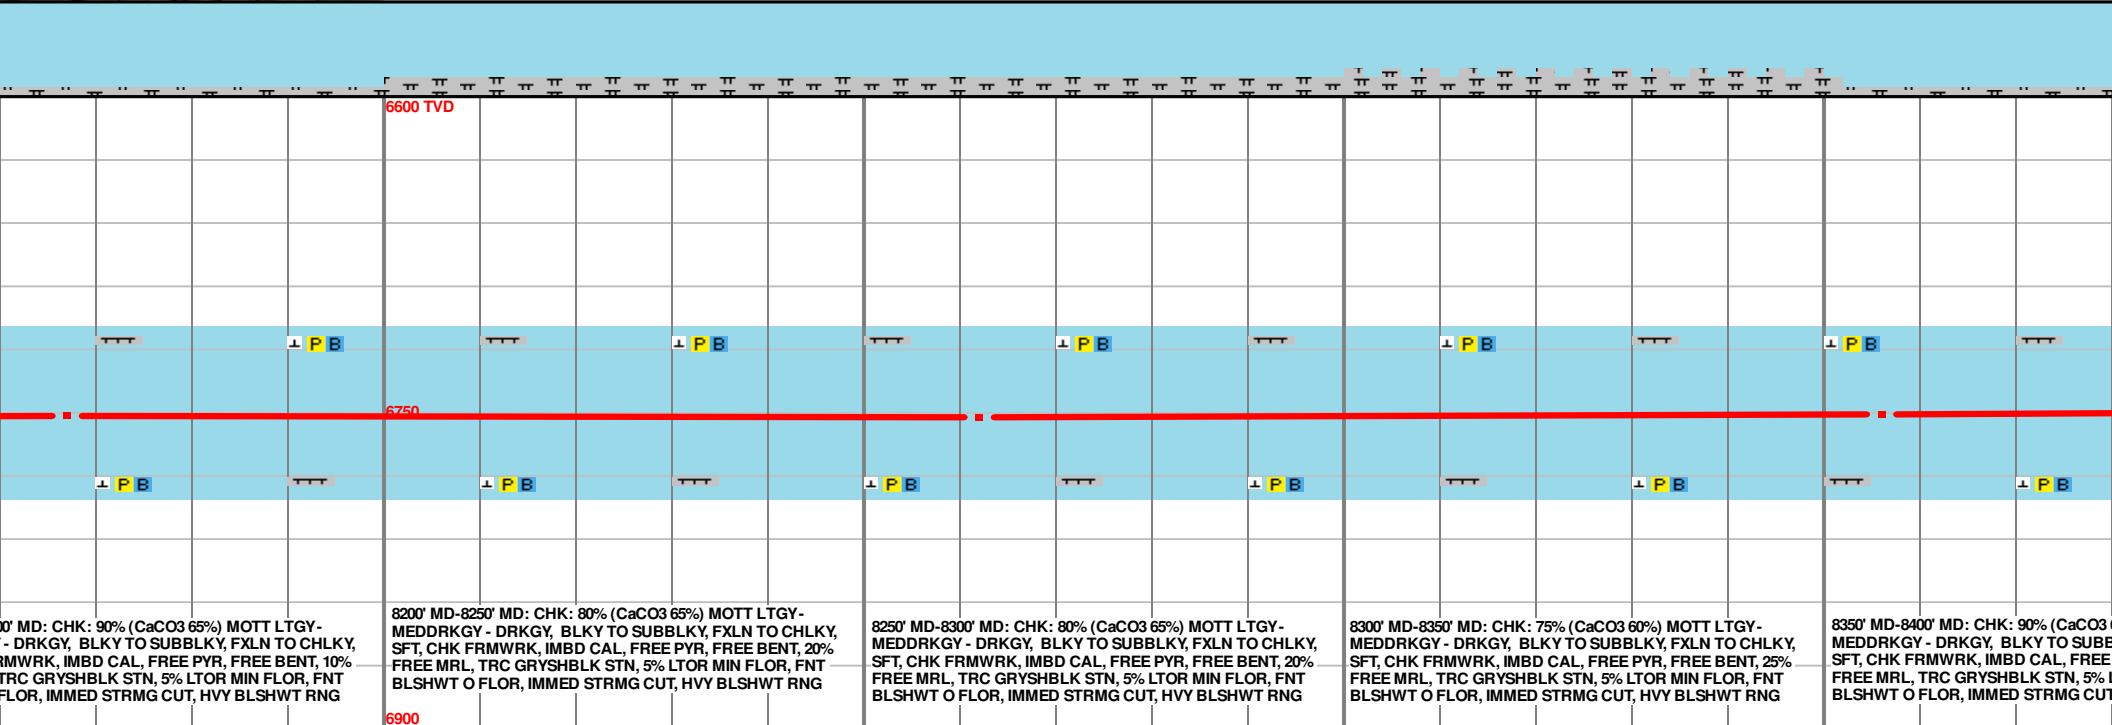 6600 TVD
P B
P B
P B
P B
P B
6750
P B
P B
P B
P B
P B
P B
0' MD: CHK: 90% (CaCO3 65%) MOTT LTGY-
- DRKGY, BLKY TO SUBBLKY, FXLN TO CHLKY,
RMWRK, IMBD CAL, FREE PYR, FREE BENT, 10%
TRC GRYSHBLK STN, 5% LTOR MIN FLOR, FNT
FLOR, IMMED STRMG CUT, HVY BLSHWT RNG
8200' MD-8250' MD: CHK: 80% (CaCO3 65%) MOTT LTGY-
MEDDRKGY - DRKGY, BLKY TO SUBBLKY, FXLN TO CHLKY,
SFT, CHK FRMWRK, IMBD CAL, FREE PYR, FREE BENT, 20%
FREE MRL, TRC GRYSHBLK STN, 5% LTOR MIN FLOR, FNT
BLSHWT O FLOR, IMMED STRMG CUT, HVY BLSHWT RNG
8250' MD-8300' MD: CHK: 80% (CaCO3 65%) MOTT LTGY-
MEDDRKGY - DRKGY, BLKY TO SUBBLKY, FXLN TO CHLKY,
SFT, CHK FRMWRK, IMBD CAL, FREE PYR, FREE BENT, 20%
FREE MRL, TRC GRYSHBLK STN, 5% LTOR MIN FLOR, FNT
BLSHWT O FLOR, IMMED STRMG CUT, HVY BLSHWT RNG
8300' MD-8350' MD: CHK: 75% (CaCO3 60%) MOTT LTGY-
MEDDRKGY - DRKGY, BLKY TO SUBBLKY, FXLN TO CHLKY,
SFT, CHK FRMWRK, IMBD CAL, FREE PYR, FREE BENT, 25%
FREE MRL, TRC GRYSHBLK STN, 5% LTOR MIN FLOR, FNT
BLSHWT O FLOR, IMMED STRMG CUT, HVY BLSHWT RNG
8350' MD-8400' MD: CHK: 90% (CaCO3
MEDDRKGY - DRKGY, BLKY TO SUBB
SFT, CHK FRMWRK, IMBD CAL, FREE
FREE MRL, TRC GRYSHBLK STN, 5%
BLSHWT O FLOR, IMMED STRMG CUT
6900